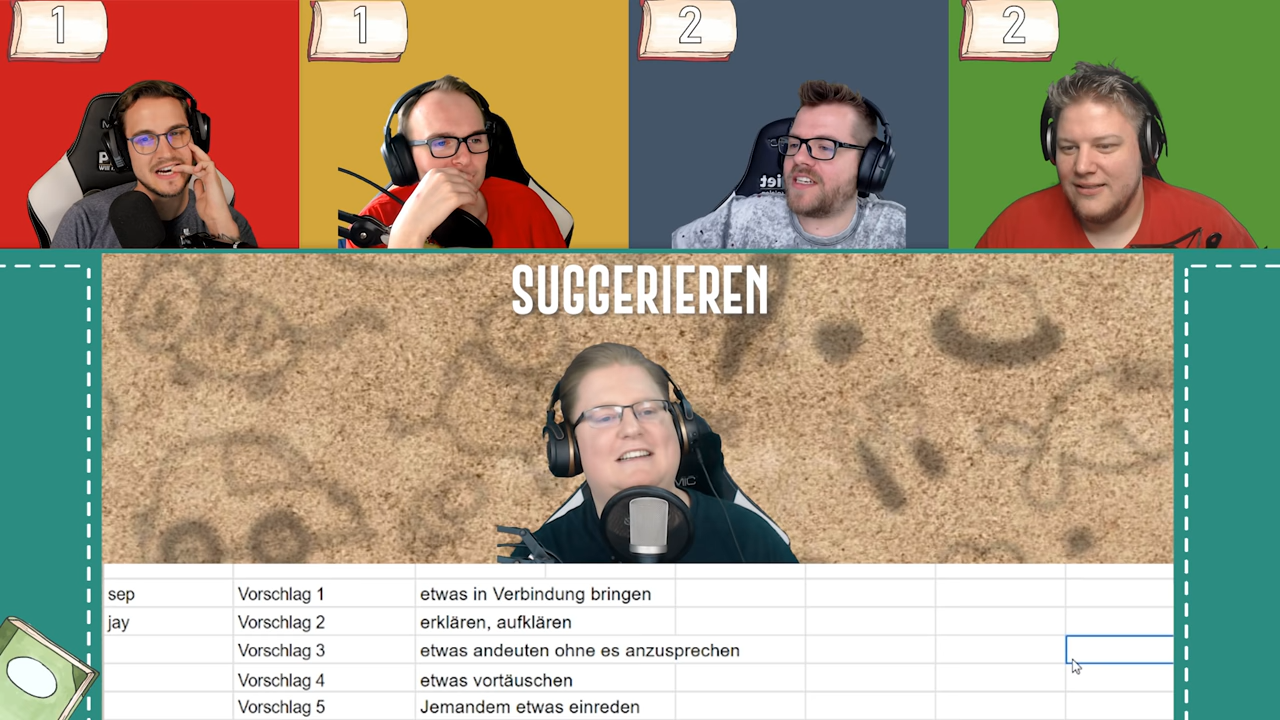 1
1
2
2
SUGGERIEREN
sep Vorschlag 1 etwas in Verbindung bringen
jay Vorschlag 2 erklären, aufklären
Vorschlag 3 etwas andeuten ohne es anzusprechen
Vorschlag 4 etwas vortäuschen
Vorschlag 5 Jemandem etwas einreden